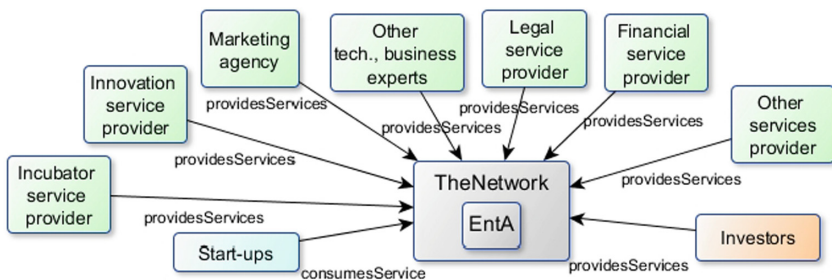 Marketing
agency
Other
tech., business
experts
Legal
service
provider
Financial
service
provider
Innovation
service
provider
Other
services
provider
Incubator
service
provider
Start-ups
Investors
TheNetwork
EntA
providesServices
providesServices
providesServices
providesServices
providesServices
providesServices
providesServices
providesServices
consumesService